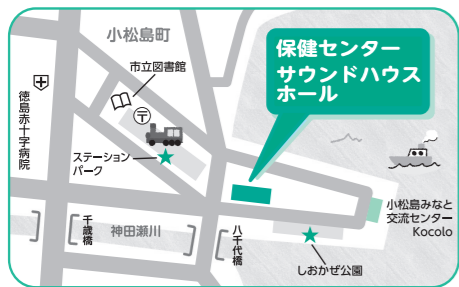 小松島町
市立図書館
保健センター
サウンドハウス
ホール
徳島赤十字病院
〒
ステーション
パーク
小松島みなと
交流センター
Kocolo
千歳橋
神田瀬川
八千代橋
しおかぜ公園